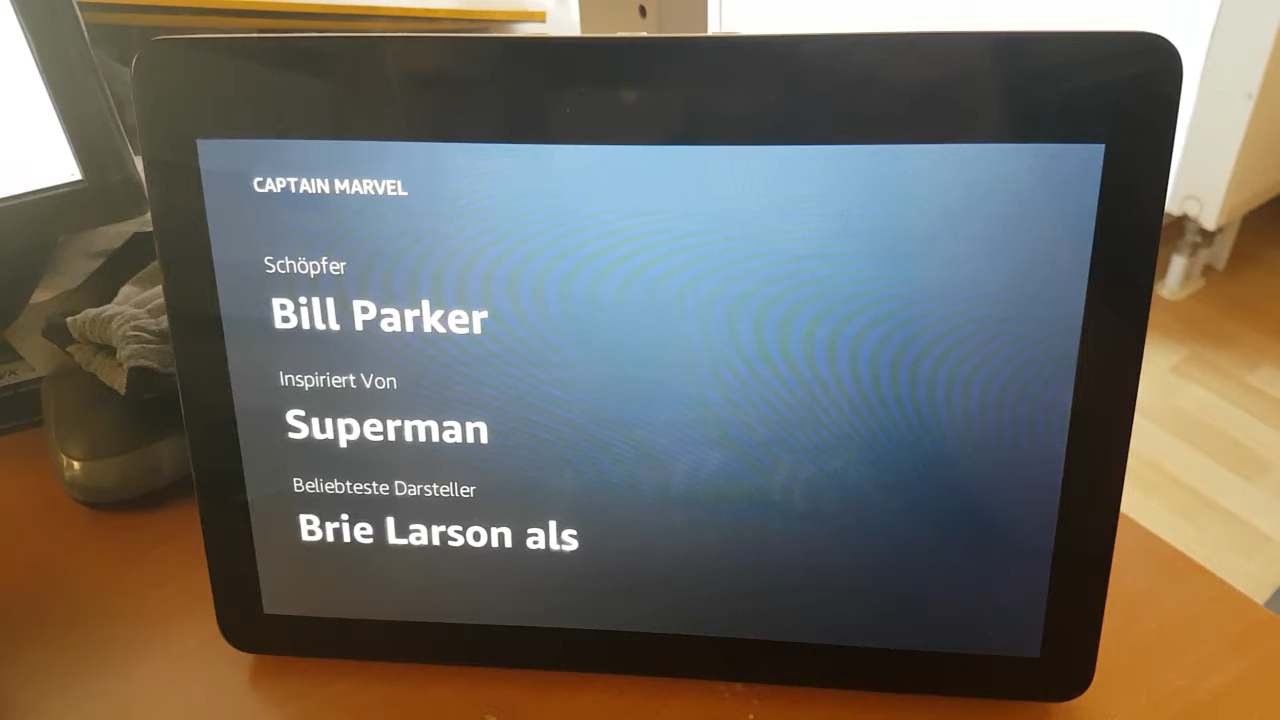 CAPTAIN MARVEL
Schöpfer
Bill Parker
Inspiriert Von
Superman
Beliebteste Darsteller
Brie Larson als